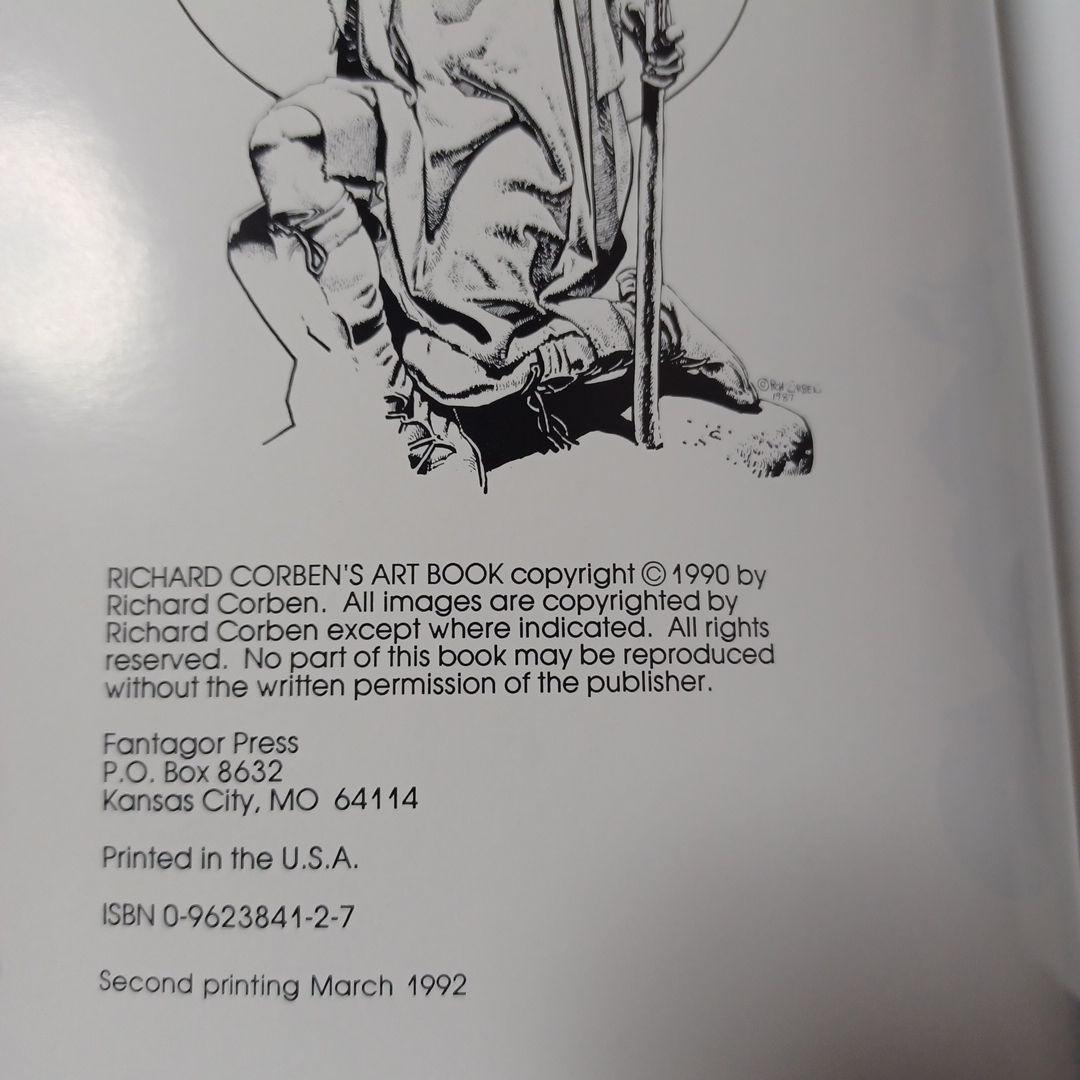 © Rich Corben
1987
RICHARD CORBEN'S ART BOOK copyright © 1990 by
Richard Corben.  All images are copyrighted by
Richard Corben except where indicated.  All rights
reserved.  No part of this book may be reproduced
without the written permission of the publisher.
Fantagor Press
P.O. Box 8632
Kansas City, MO  64114
Printed in the U.S.A.
ISBN 0-9623841-2-7
Second printing March 1992